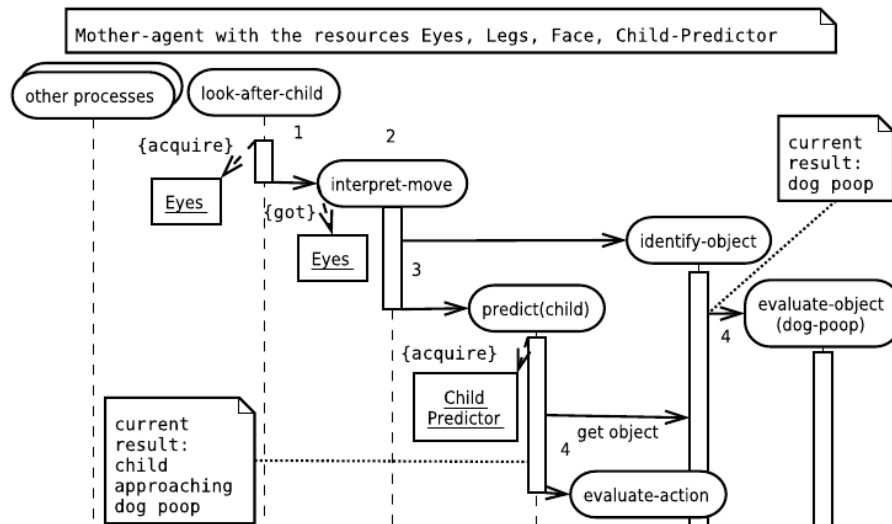 Mother-agent with the resources Eyes, Legs, Face, Child-Predictor
other processes
look-after-child
1
2
{acquire}
current
result:
dog poop
interpret-move
Eyes
{got}
Eyes
identify-object
3
predict(child)
evaluate-object
(dog-poop)
4
{acquire}
Child
Predictor
get object
4
current
result:
child
approaching
dog poop
evaluate-action